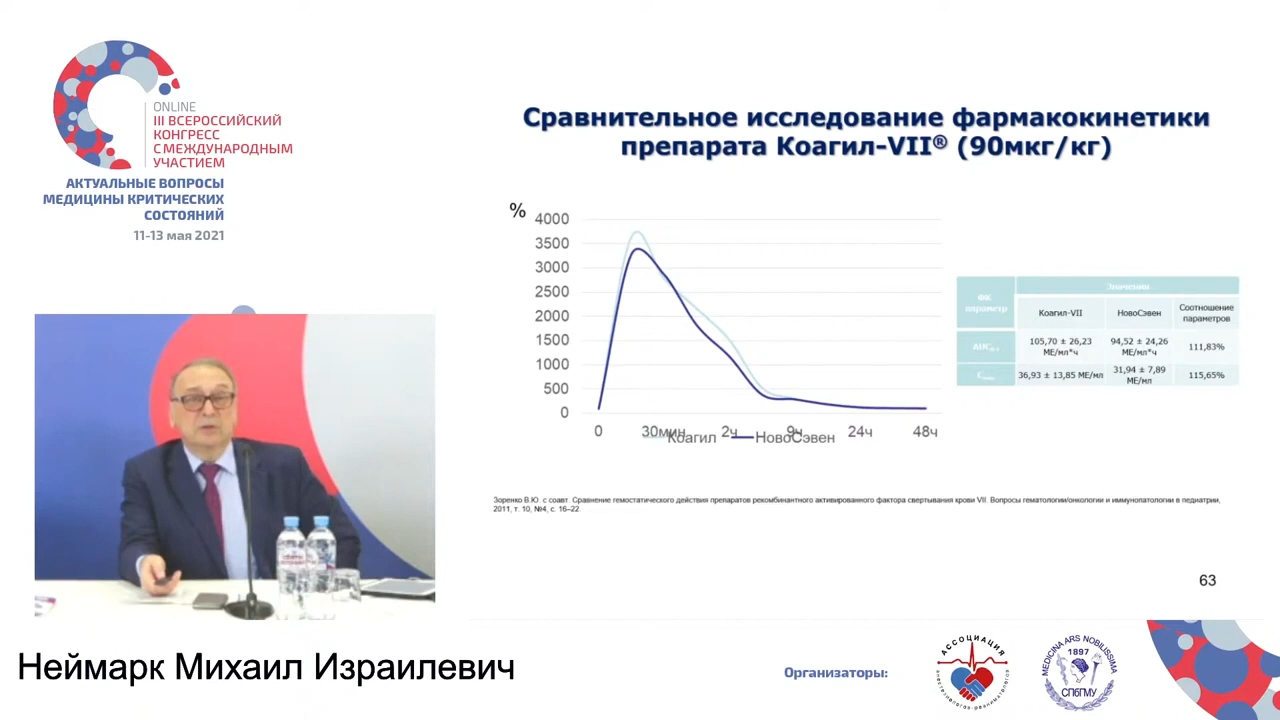 ONLINE
III ВСЕРОССИЙСКИЙ
КОНГРЕСС
С МЕЖДУНАРОДНЫМ
УЧАСТИЕМ
АКТУАЛЬНЫЕ ВОПРОСЫ
МЕДИЦИНЫ КРИТИЧЕСКИХ
СОСТОЯНИЙ
11-13 мая 2021
Сравнительное исследование фармакокинетики
препарата Коагил-VII® (90мкг/кг)
%
4000
3500
3000
2500
2000
1500
1000
500
0
0 30мин 2ч 9ч 24ч 48ч
Коагил НовоСэвен
ФК параметр
Значения
Коагил-VII
НовоСэвен
Соотношение
параметров
105,70 ± 26,23
МЕ/мл*ч
94,52 ± 24,26
МЕ/мл*ч
111,83%
Cmax
36,93 ± 13,85 МЕ/мл
31,94 ± 7,89
МЕ/мл
115,65%
Зоренко В.Ю. с соавт. Сравнение гемостатического действия препаратов рекомбинантного активированного фактора свертывания крови VII. Вопросы гематологии/онкологии и иммунопатологии в педиатрии,
2011, т. 10, №4, с. 16–22.
63
Неймарк Михаил Израилевич
Организаторы:
АССОЦИАЦИЯ
анестезиологов-реаниматологов
MEDICINA ARS NOBILISSIMA
1897
СПбГМУ